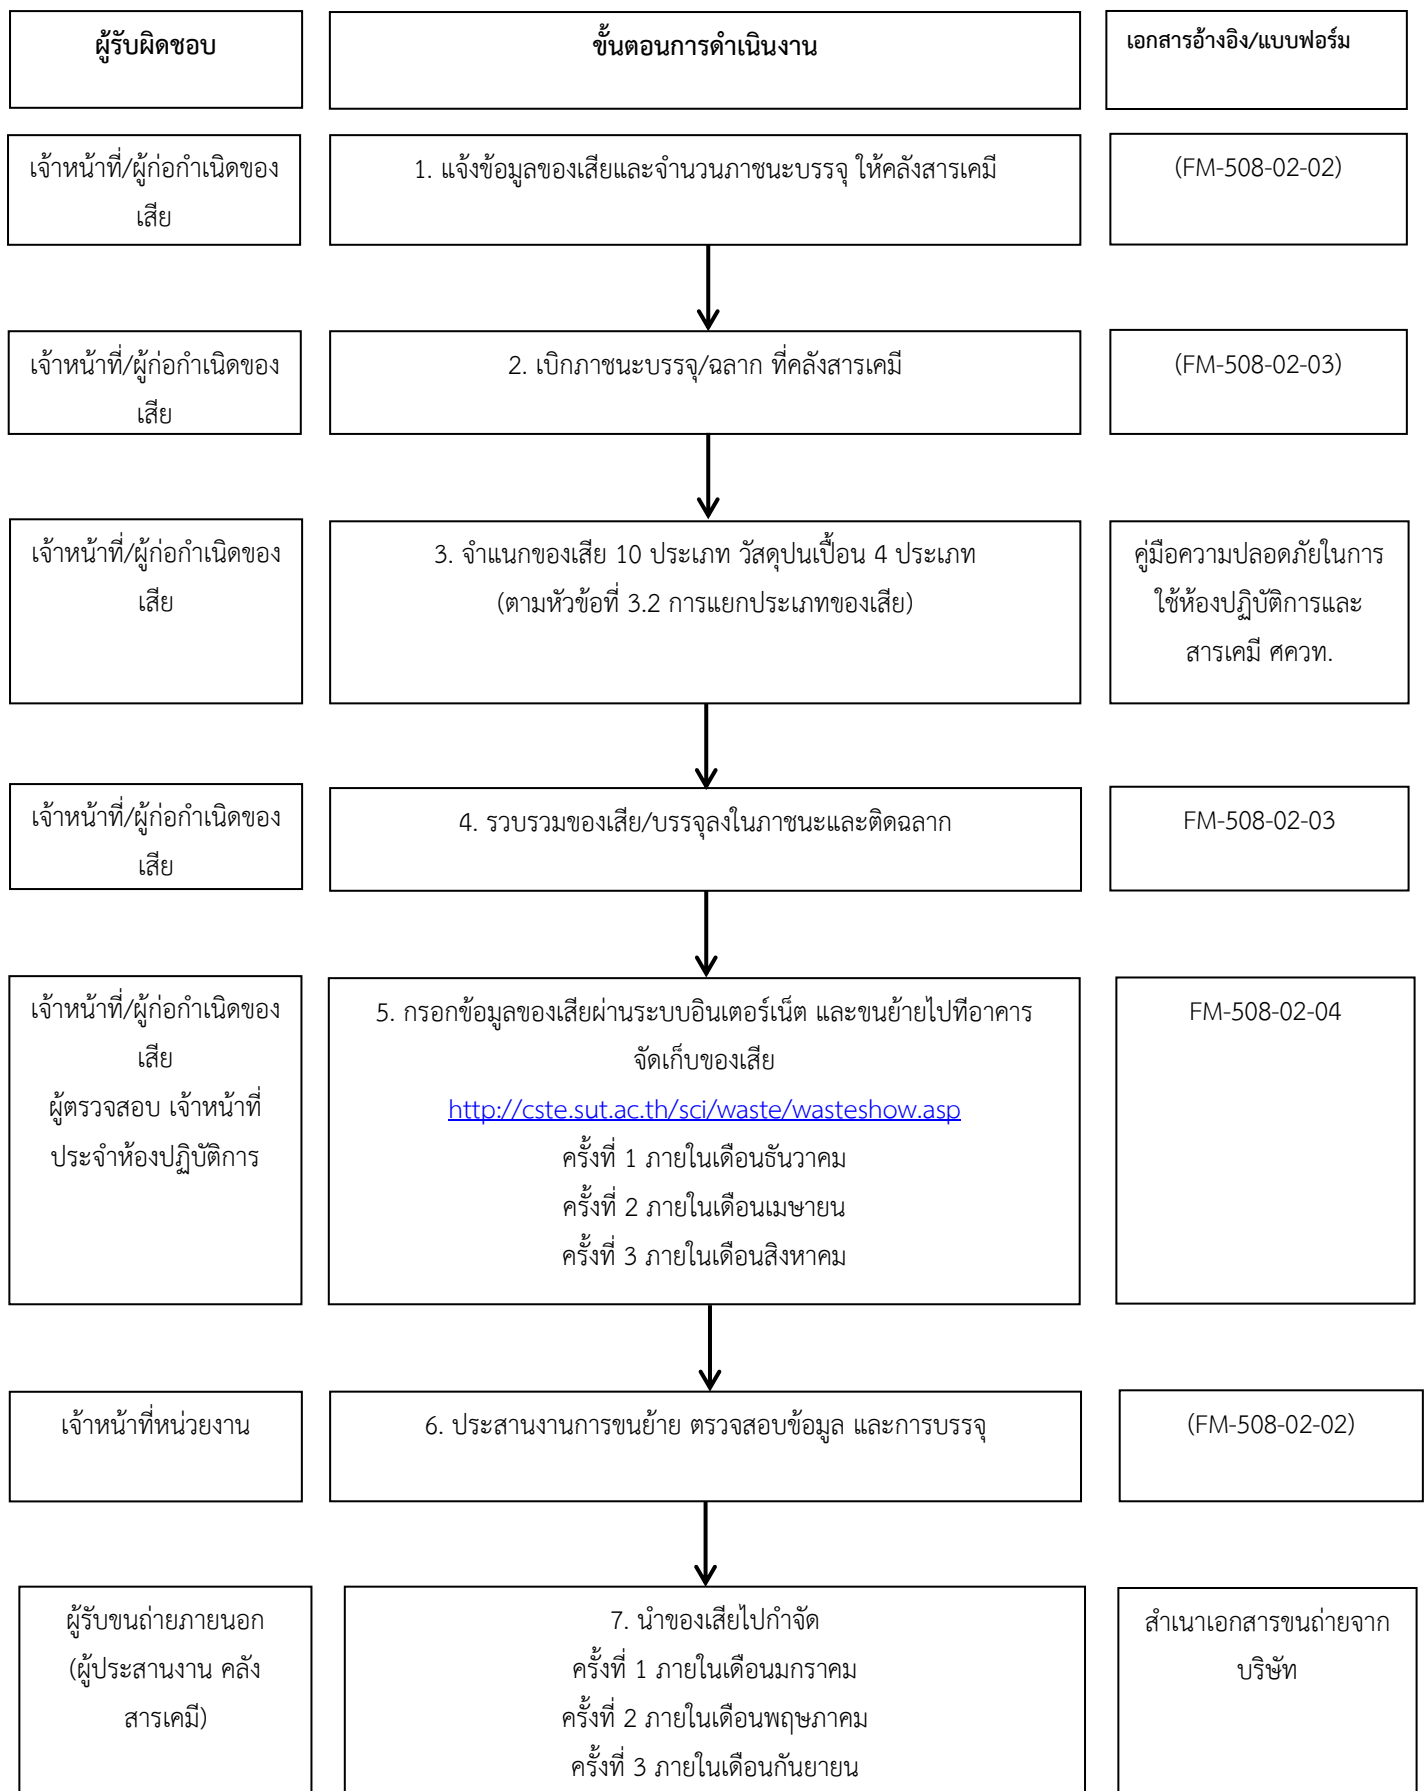 ผู้รับผิดชอบ
ขั้นตอนการดำเนินงาน
เอกสารอ้างอิง/แบบฟอร์ม
เจ้าหน้าที่/ผู้ก่อกำเนิดของ
เสีย
1. แจ้งข้อมูลของเสียและจำนวนภาชนะบรรจุ ให้คลังสารเคมี
(FM-508-02-02)
เจ้าหน้าที่/ผู้ก่อกำเนิดของ
เสีย
2. เบิกภาชนะบรรจุ/ฉลาก ที่คลังสารเคมี
(FM-508-02-03)
เจ้าหน้าที่/ผู้ก่อกำเนิดของ
เสีย
3. จำแนกของเสีย 10 ประเภท วัสดุปนเปื้อน 4 ประเภท
(ตามหัวข้อที่ 3.2 การแยกประเภทของเสีย)
คู่มือความปลอดภัยในการ
ใช้ห้องปฏิบัติการและ
สารเคมี ศควท.
เจ้าหน้าที่/ผู้ก่อกำเนิดของ
เสีย
4. รวบรวมของเสีย/บรรจุลงในภาชนะและติดฉลาก
FM-508-02-03
เจ้าหน้าที่/ผู้ก่อกำเนิดของ
เสีย
ผู้ตรวจสอบ เจ้าหน้าที่
ประจำห้องปฏิบัติการ
5. กรอกข้อมูลของเสียผ่านระบบอินเตอร์เน็ต และขนย้ายไปทีอาคาร
จัดเก็บของเสีย
http://cste.sut.ac.th/sci/waste/wasteshow.asp
ครั้งที่ 1 ภายในเดือนธันวาคม
ครั้งที่ 2 ภายในเดือนเมษายน
ครั้งที่ 3 ภายในเดือนสิงหาคม
FM-508-02-04
เจ้าหน้าที่หน่วยงาน
6. ประสานงานการขนย้าย ตรวจสอบข้อมูล และการบรรจุ
(FM-508-02-02)
ผู้รับขนถ่ายภายนอก
(ผู้ประสานงาน คลัง
สารเคมี)
7. นำของเสียไปกำจัด
ครั้งที่ 1 ภายในเดือนมกราคม
ครั้งที่ 2 ภายในเดือนพฤษภาคม
ครั้งที่ 3 ภายในเดือนกันยายน
สำเนาเอกสารขนถ่ายจาก
บริษัท